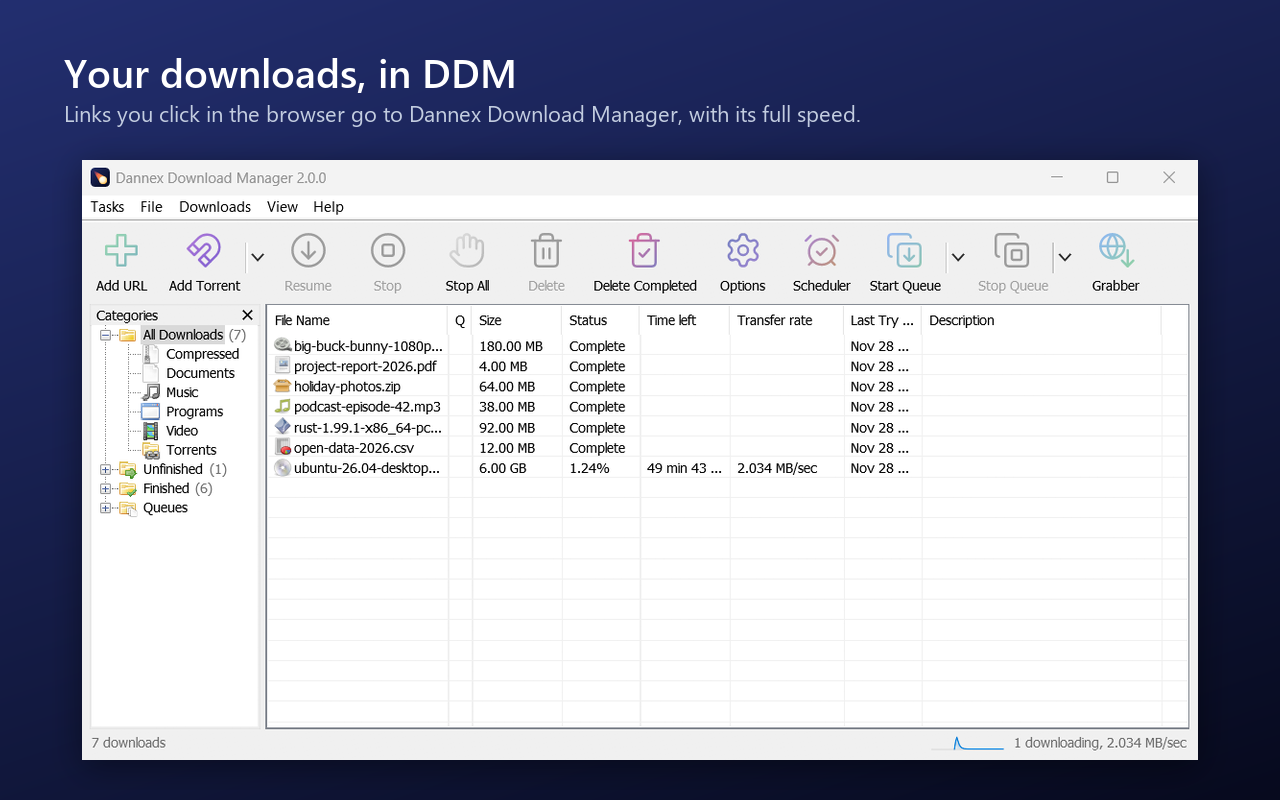 Your downloads, in DDM
Links you click in the browser go to Dannex Download Manager, with its full speed.
Dannex Download Manager 2.0.0
Tasks File Downloads View Help
Add URL Add Torrent Resume Stop Stop All Delete Delete Completed Options Scheduler Start Queue Stop Queue Grabber
Categories
All Downloads (7)
Compressed
Documents
Music
Programs
Video
Torrents
Unfinished (1)
Finished (6)
Queues
File Name Q Size Status Time left Transfer rate Last Try ... Description
big-buck-bunny-1080p... 180.00 MB Complete Nov 28 ...
project-report-2026.pdf 4.00 MB Complete Nov 28 ...
holiday-photos.zip 64.00 MB Complete Nov 28 ...
podcast-episode-42.mp3 38.00 MB Complete Nov 28 ...
rust-1.99.1-x86_64-pc... 92.00 MB Complete Nov 28 ...
open-data-2026.csv 12.00 MB Complete Nov 28 ...
ubuntu-26.04-desktop... 6.00 GB 1.24% 49 min 43 ... 2.034 MB/sec Nov 28 ...
7 downloads 1 downloading, 2.034 MB/sec